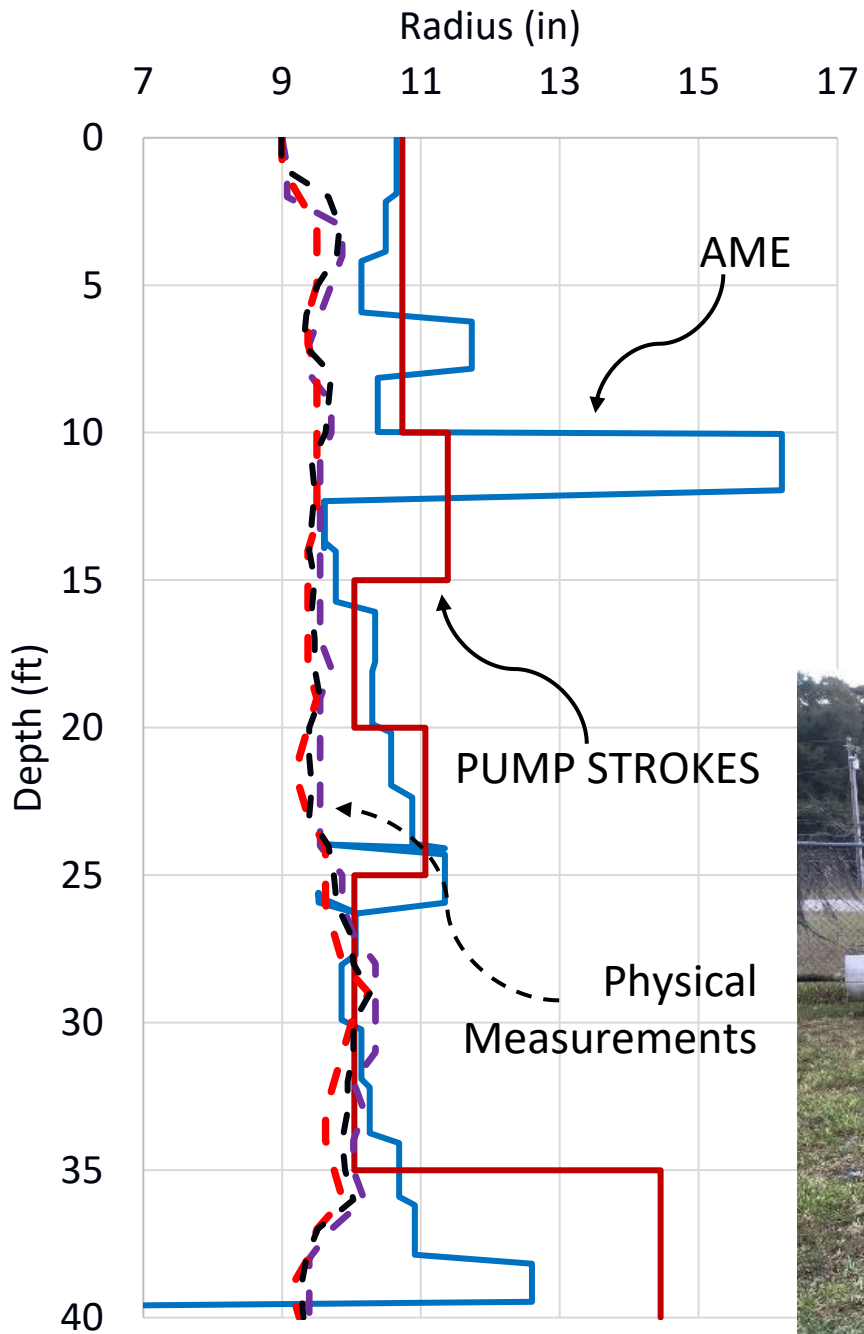 Radius (in)
7 9 11 13 15 17
0
AME
5
10
15
Depth (ft)
20
PUMP STROKES
25
Physical
30
Measurements
35
40